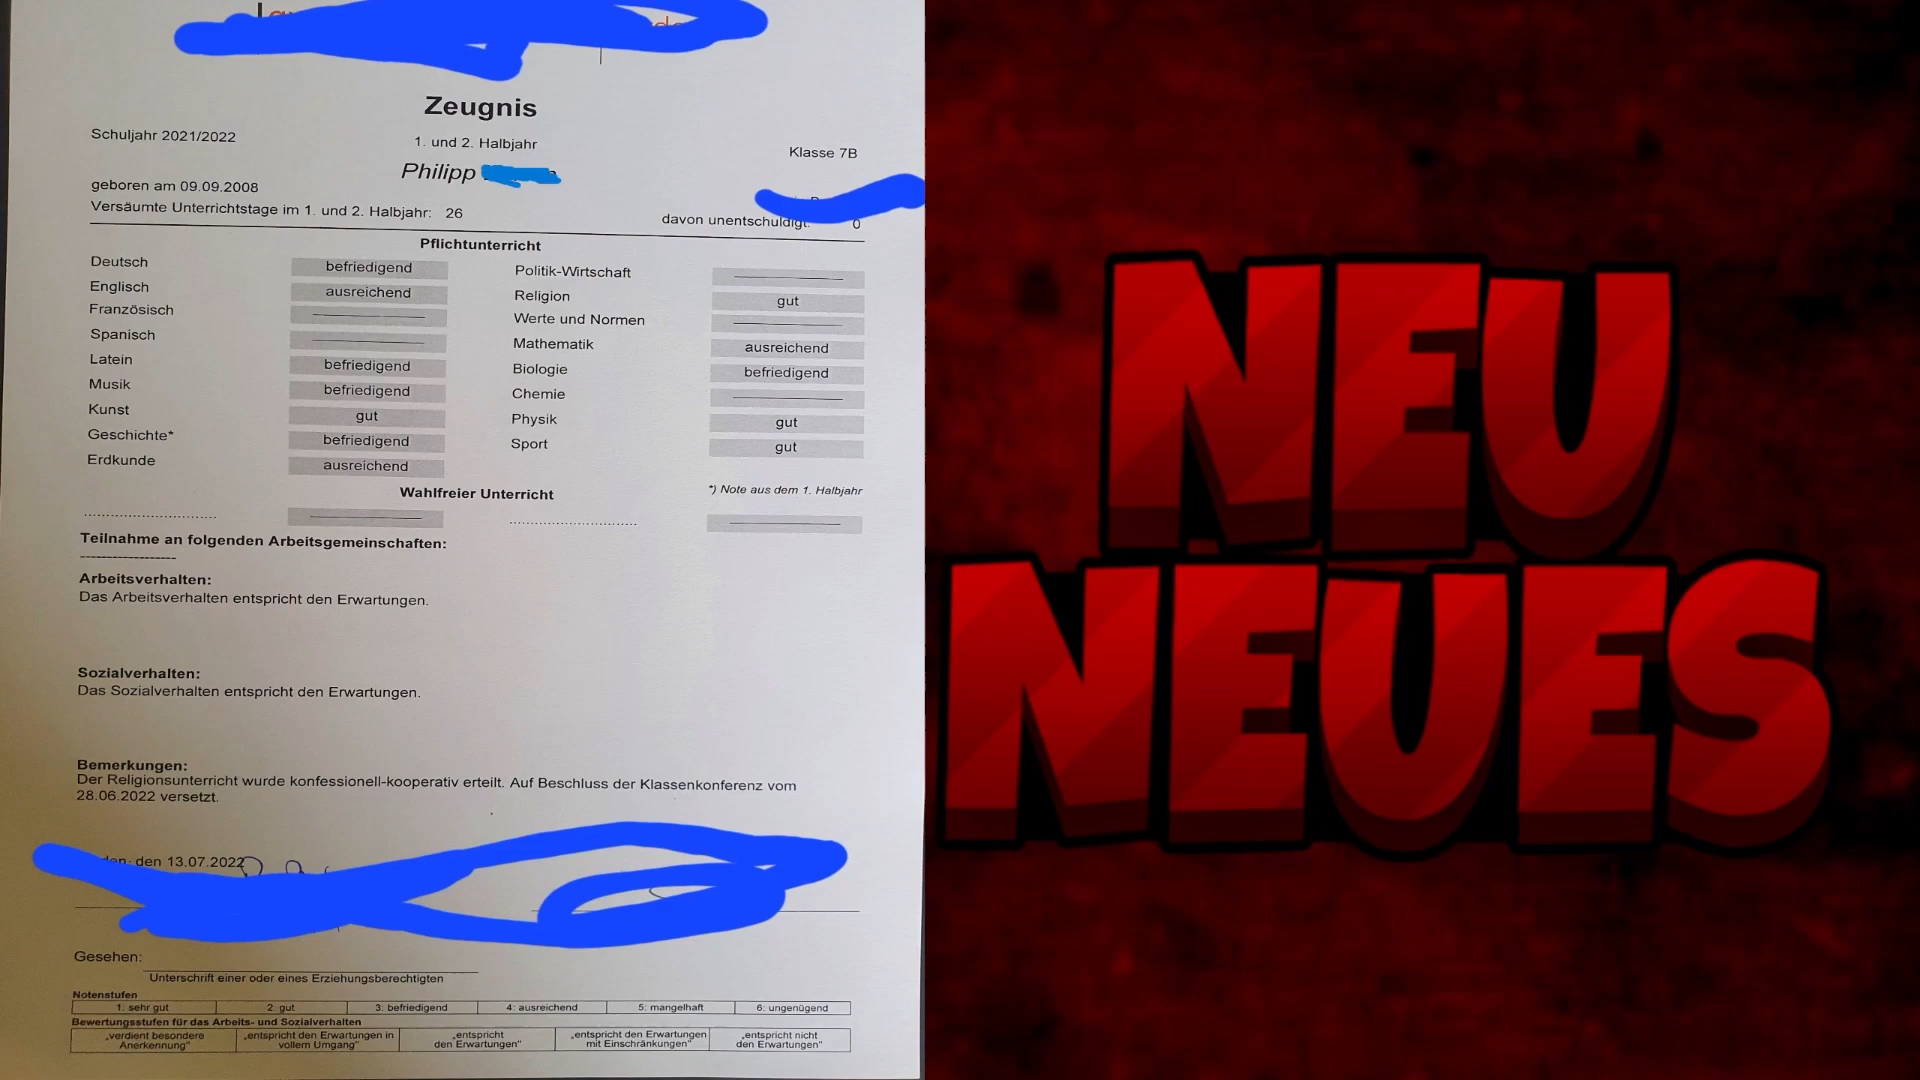 Zeugnis
Schuljahr 2021/2022
1. und 2. Halbjahr
Klasse 7B
Philipp
geboren am 09.09.2008
Versäumte Unterrichtstage im 1. und 2. Halbjahr: 26
davon unentschuldigt: 0
Pflichtunterricht
Deutsch befriedigend
Englisch ausreichend
Französisch
Spanisch
Latein befriedigend
Musik befriedigend
Kunst gut
Geschichte* befriedigend
Erdkunde ausreichend
Politik-Wirtschaft
Religion gut
Werte und Normen
Mathematik ausreichend
Biologie befriedigend
Chemie
Physik gut
Sport gut
*) Note aus dem 1. Halbjahr
Wahlfreier Unterricht
Teilnahme an folgenden Arbeitsgemeinschaften:
Arbeitsverhalten:
Das Arbeitsverhalten entspricht den Erwartungen.
Sozialverhalten:
Das Sozialverhalten entspricht den Erwartungen.
Bemerkungen:
Der Religionsunterricht wurde konfessionell-kooperativ erteilt. Auf Beschluss der Klassenkonferenz vom
28.06.2022 versetzt.
den 13.07.2022
Gesehen:
Unterschrift einer oder eines Erziehungsberechtigten
Notenstufen
1: sehr gut 2: gut 3: befriedigend 4: ausreichend 5: mangelhaft 6: ungenügend
Bewertungsstufen für das Arbeits- und Sozialverhalten
„verdient besondere Anerkennung" „entspricht den Erwartungen in vollem Umgang" „entspricht den Erwartungen" „entspricht den Erwartungen mit Einschränkungen" „entspricht nicht den Erwartungen"
NEU
NEUES